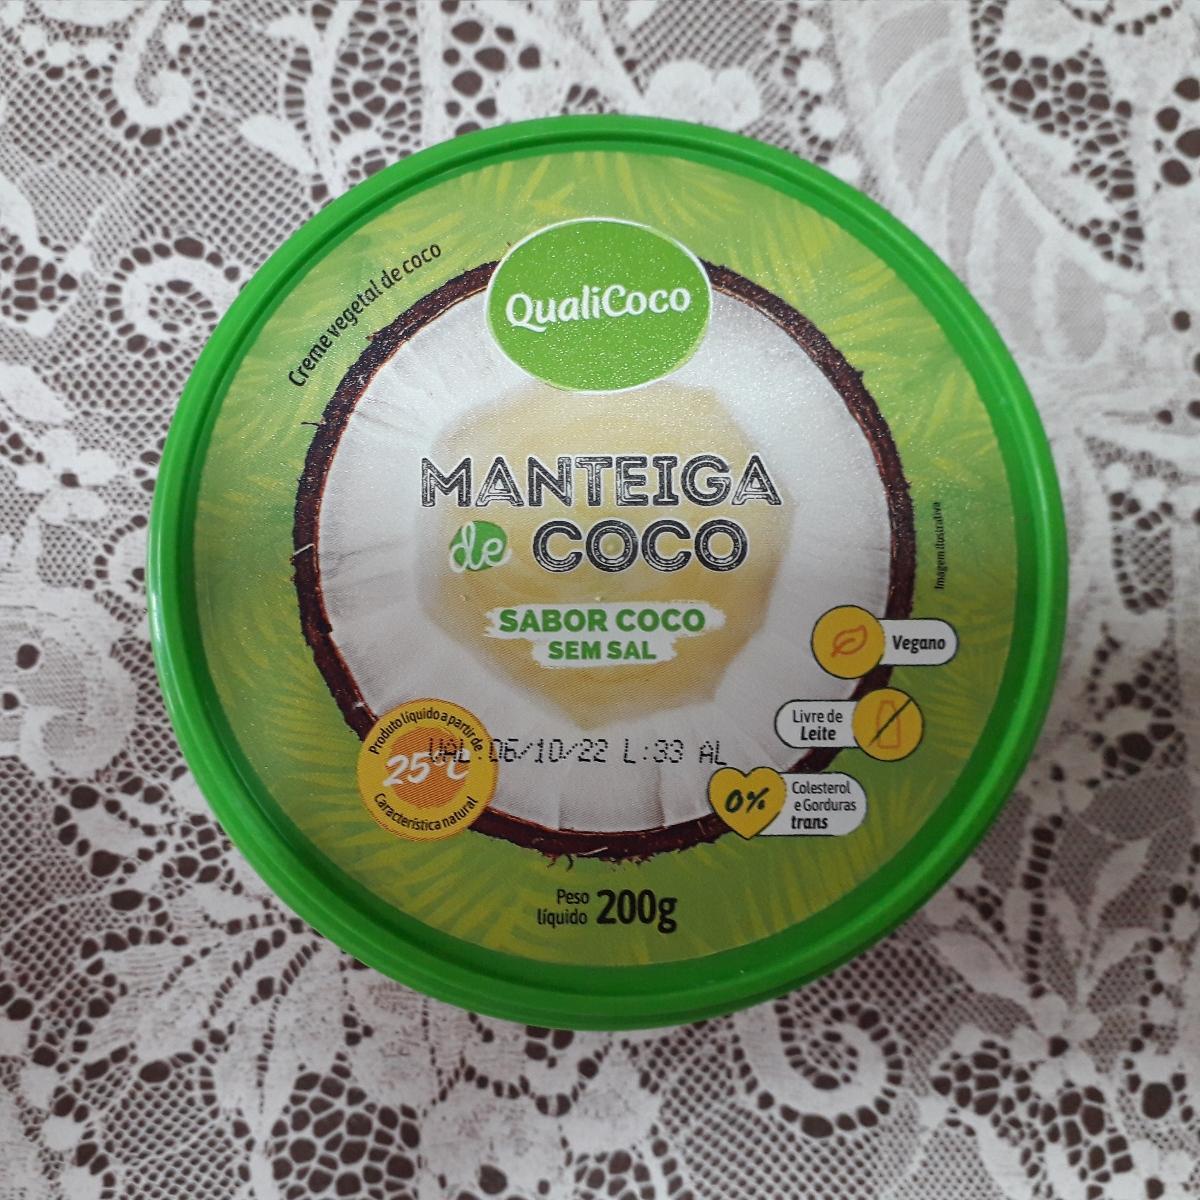 Creme vegetal de coco
QualiCoco
MANTEIGA
de COCO
SABOR COCO
SEM SAL
Imagem ilustrativa
Vegano
Livre de
Leite
Produto líquido a partir de
25°C
Característica natural
VAL:06/10/22 L:33 AL
0%
Colesterol
e Gorduras
trans
Peso
líquido 200g